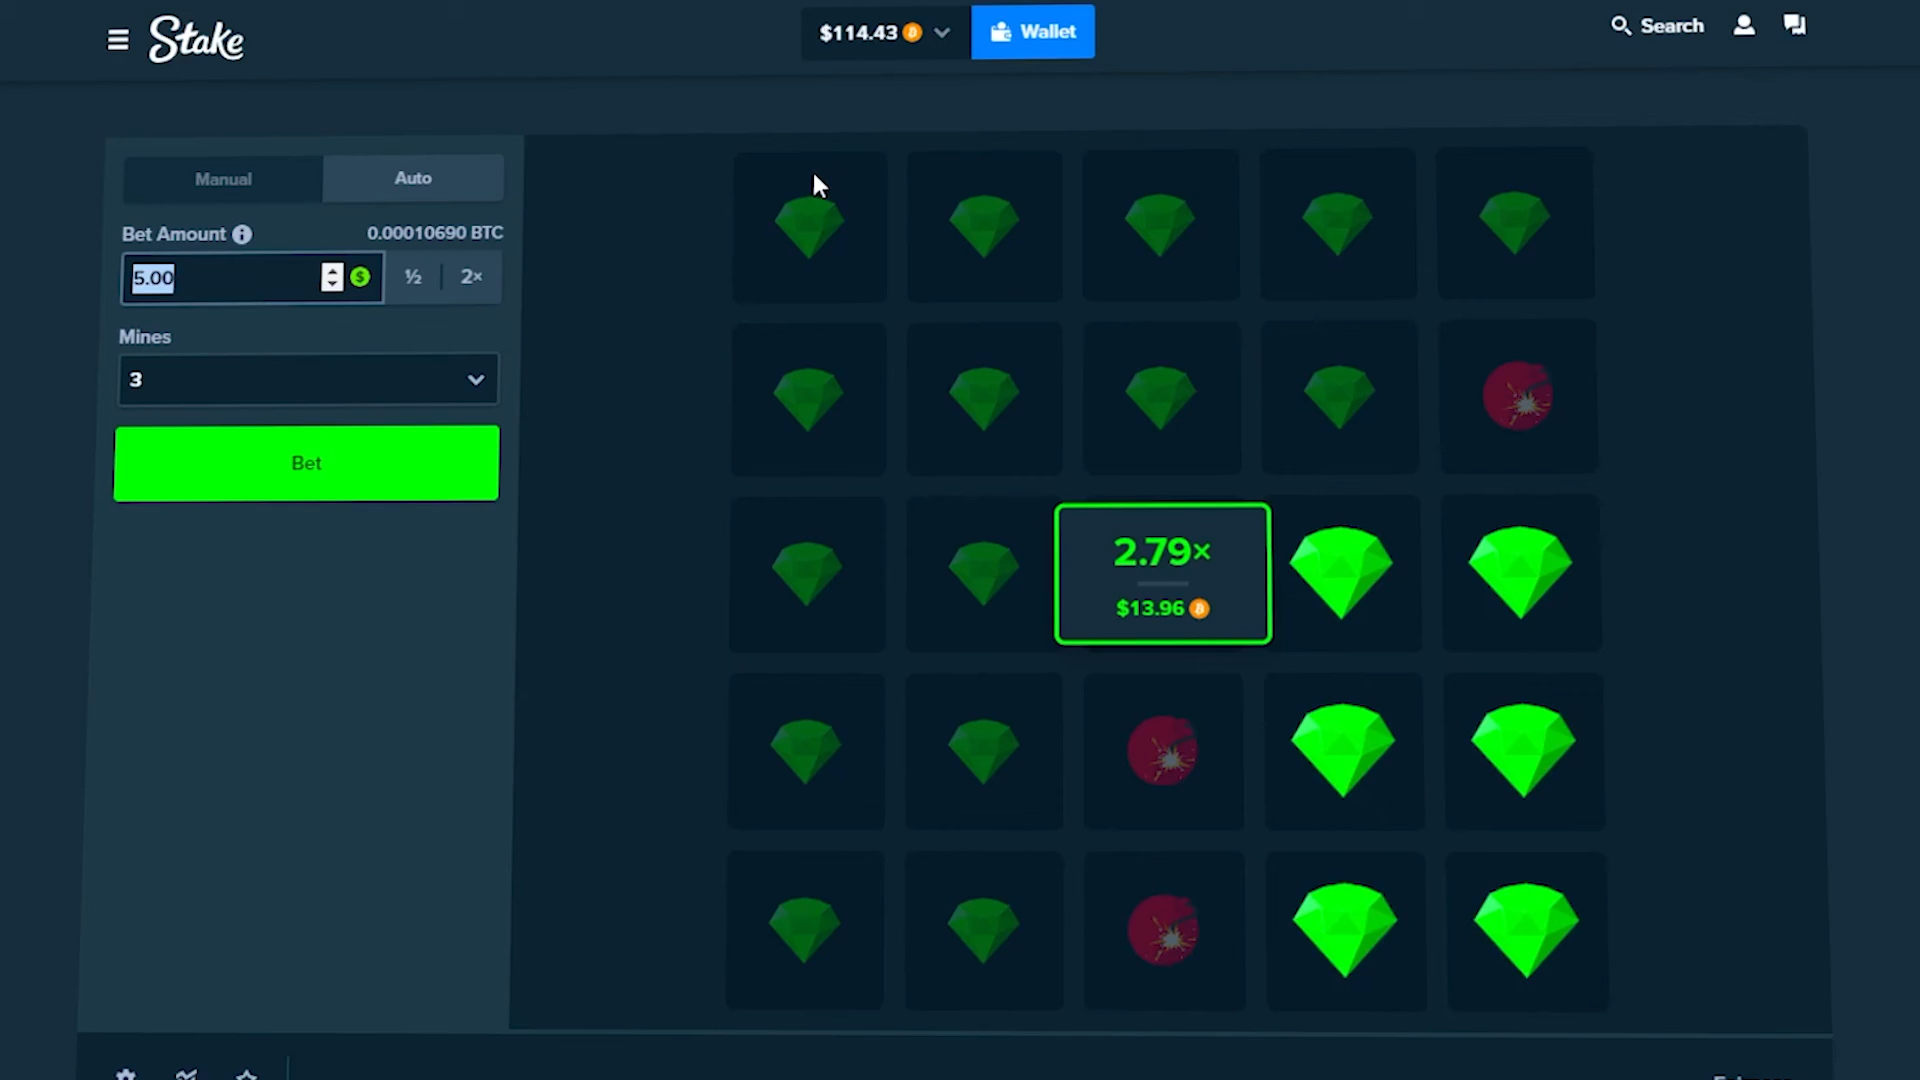 Stake
$114.43
Wallet
Search
Manual
Auto
Bet Amount
0.00010690 BTC
5.00
$
½
2×
Mines
3
Bet
2.79×
$13.96